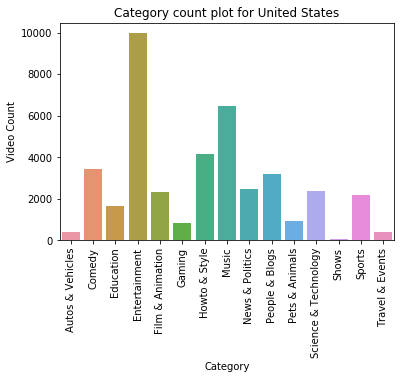 Category count plot for United States
10000
8000
6000
4000
2000
0
Video Count
Autos & Vehicles
Comedy
Education
Entertainment
Film & Animation
Gaming
Howto & Style
Music
News & Politics
People & Blogs
Pets & Animals
Science & Technology
Shows
Sports
Travel & Events
Category